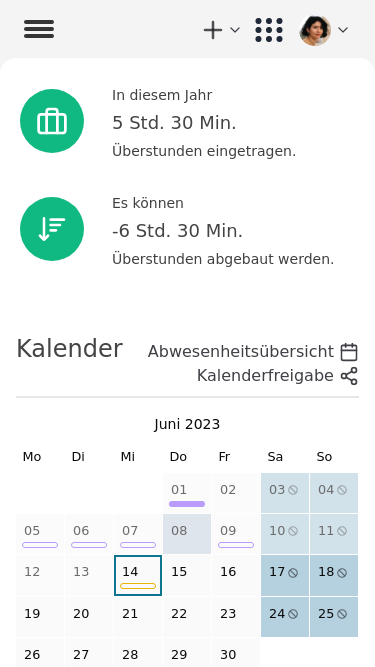 In diesem Jahr
5 Std. 30 Min.
Überstunden eingetragen.
Es können
-6 Std. 30 Min.
Überstunden abgebaut werden.
Kalender
Abwesenheitsübersicht
Kalenderfreigabe
Juni 2023
Mo Di Mi Do Fr Sa So
01 02 03 04
05 06 07 08 09 10 11
12 13 14 15 16 17 18
19 20 21 22 23 24 25
26 27 28 29 30